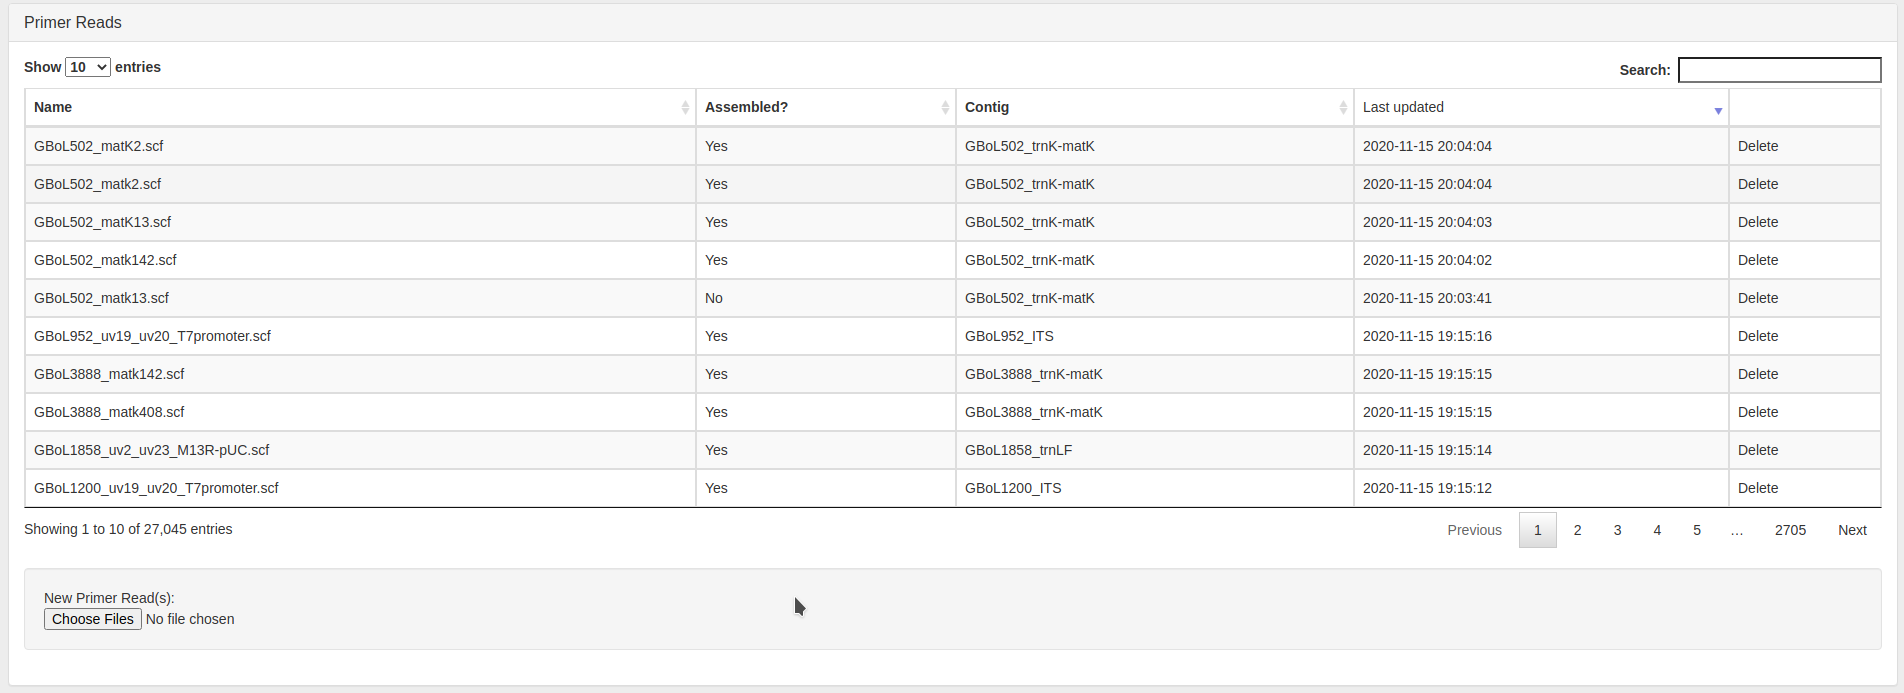 Primer Reads
Show 10 entries Search:
Name Assembled? Contig Last updated
GBoL502_matK2.scf Yes GBoL502_trnK-matK 2020-11-15 20:04:04 Delete
GBoL502_matk2.scf Yes GBoL502_trnK-matK 2020-11-15 20:04:04 Delete
GBoL502_matK13.scf Yes GBoL502_trnK-matK 2020-11-15 20:04:03 Delete
GBoL502_matk142.scf Yes GBoL502_trnK-matK 2020-11-15 20:04:02 Delete
GBoL502_matk13.scf No GBoL502_trnK-matK 2020-11-15 20:03:41 Delete
GBoL952_uv19_uv20_T7promoter.scf Yes GBoL952_ITS 2020-11-15 19:15:16 Delete
GBoL3888_matk142.scf Yes GBoL3888_trnK-matK 2020-11-15 19:15:15 Delete
GBoL3888_matk408.scf Yes GBoL3888_trnK-matK 2020-11-15 19:15:15 Delete
GBoL1858_uv2_uv23_M13R-pUC.scf Yes GBoL1858_trnLF 2020-11-15 19:15:14 Delete
GBoL1200_uv19_uv20_T7promoter.scf Yes GBoL1200_ITS 2020-11-15 19:15:12 Delete
Showing 1 to 10 of 27,045 entries Previous 1 2 3 4 5 … 2705 Next
New Primer Read(s):
Choose Files No file chosen